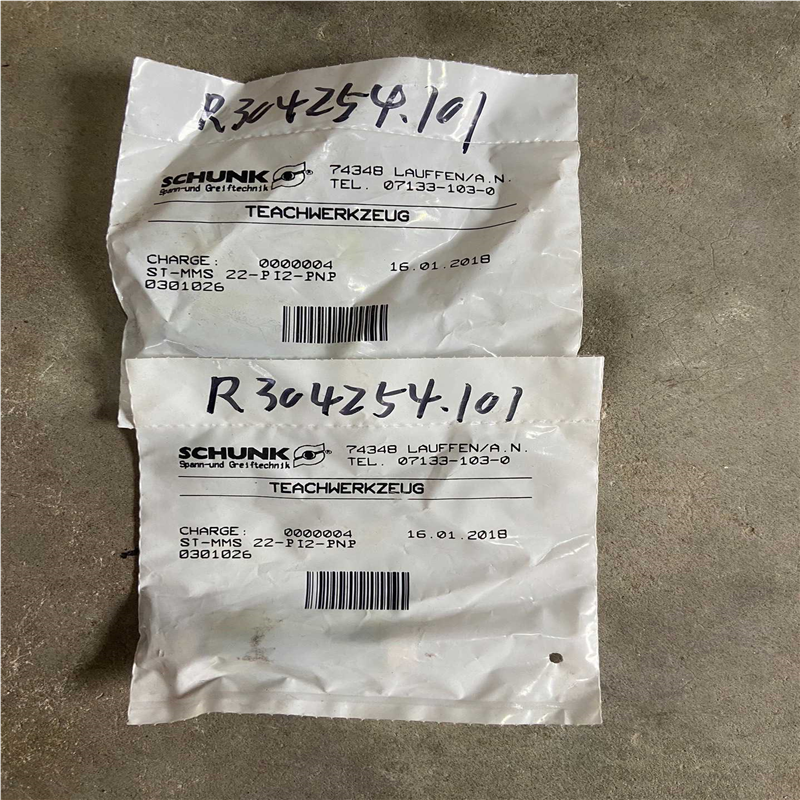 R304254.101
SCHUNK ®
Spann-und Greiftechnik
74348 LAUFFEN/A.N.
TEL. 07133-103-0
TEACHWERKZEUG
CHARGE: 0000004 16.01.2018
ST-MMS 22-PI2-PNP
0301026
R304254.101
SCHUNK ®
Spann-und Greiftechnik
74348 LAUFFEN/A.N.
TEL. 07133-103-0
TEACHWERKZEUG
CHARGE: 0000004 16.01.2018
ST-MMS 22-PI2-PNP
0301026